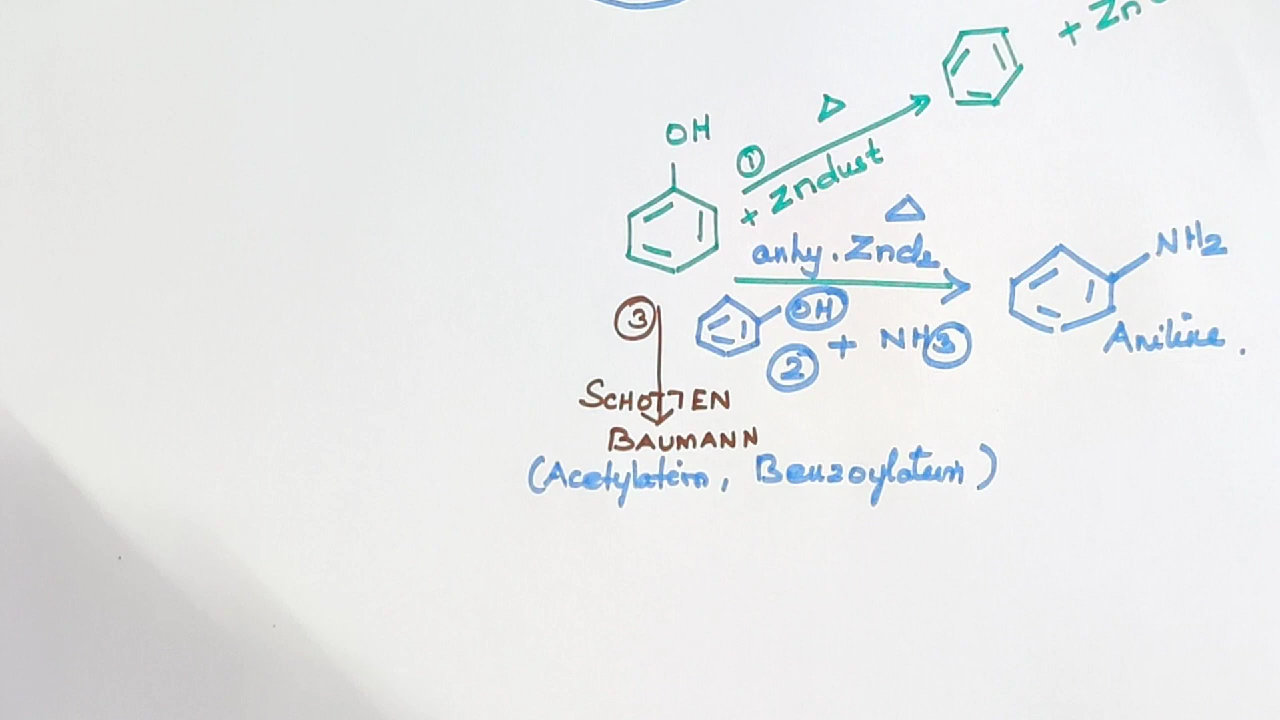 + Zn
OH
① △
+ Zndust
△
anhy. Zncl2
NH2
OH
② + NH3
Aniline.
③
SCHOTTEN
BAUMANN
(Acetylation, Benzoylation)